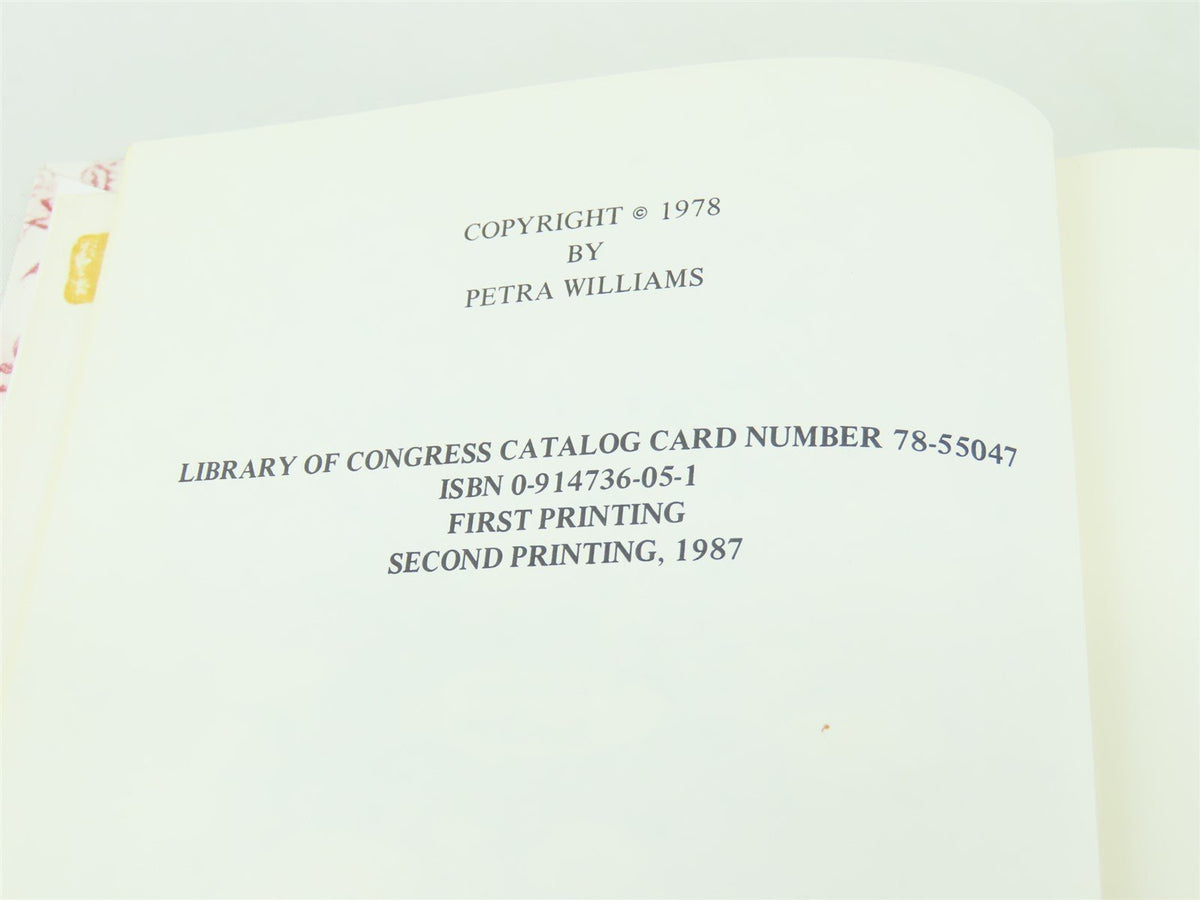 COPYRIGHT © 1978
BY
PETRA WILLIAMS
LIBRARY OF CONGRESS CATALOG CARD NUMBER 78-55047
ISBN 0-914736-05-1
FIRST PRINTING
SECOND PRINTING, 1987